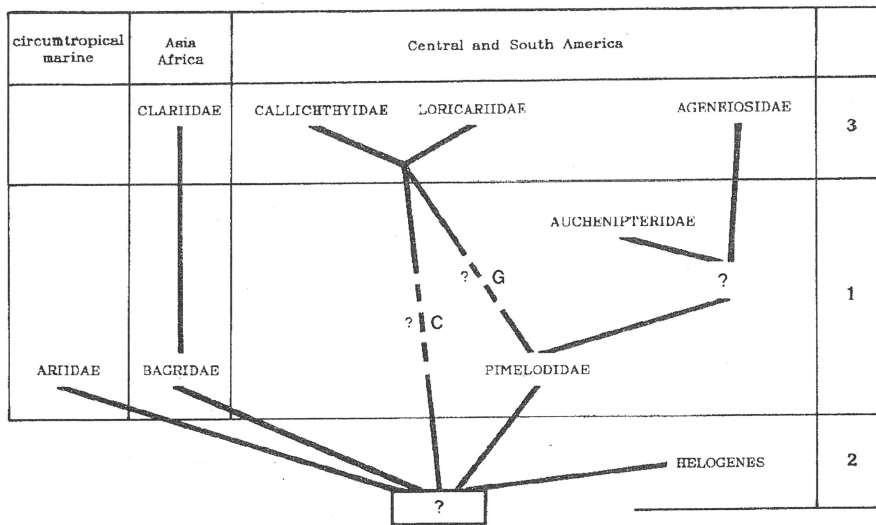 circumtropical
marine
Asia
Africa
Central and South America
CLARIIDAE
CALLICHTHYIDAE
LORICARIIDAE
AGENEIOSIDAE
3
AUCHENIPTERIDAE
? G
?
? C
1
ARIIDAE
BAGRIDAE
PIMELODIDAE
HELOGENES
2
?